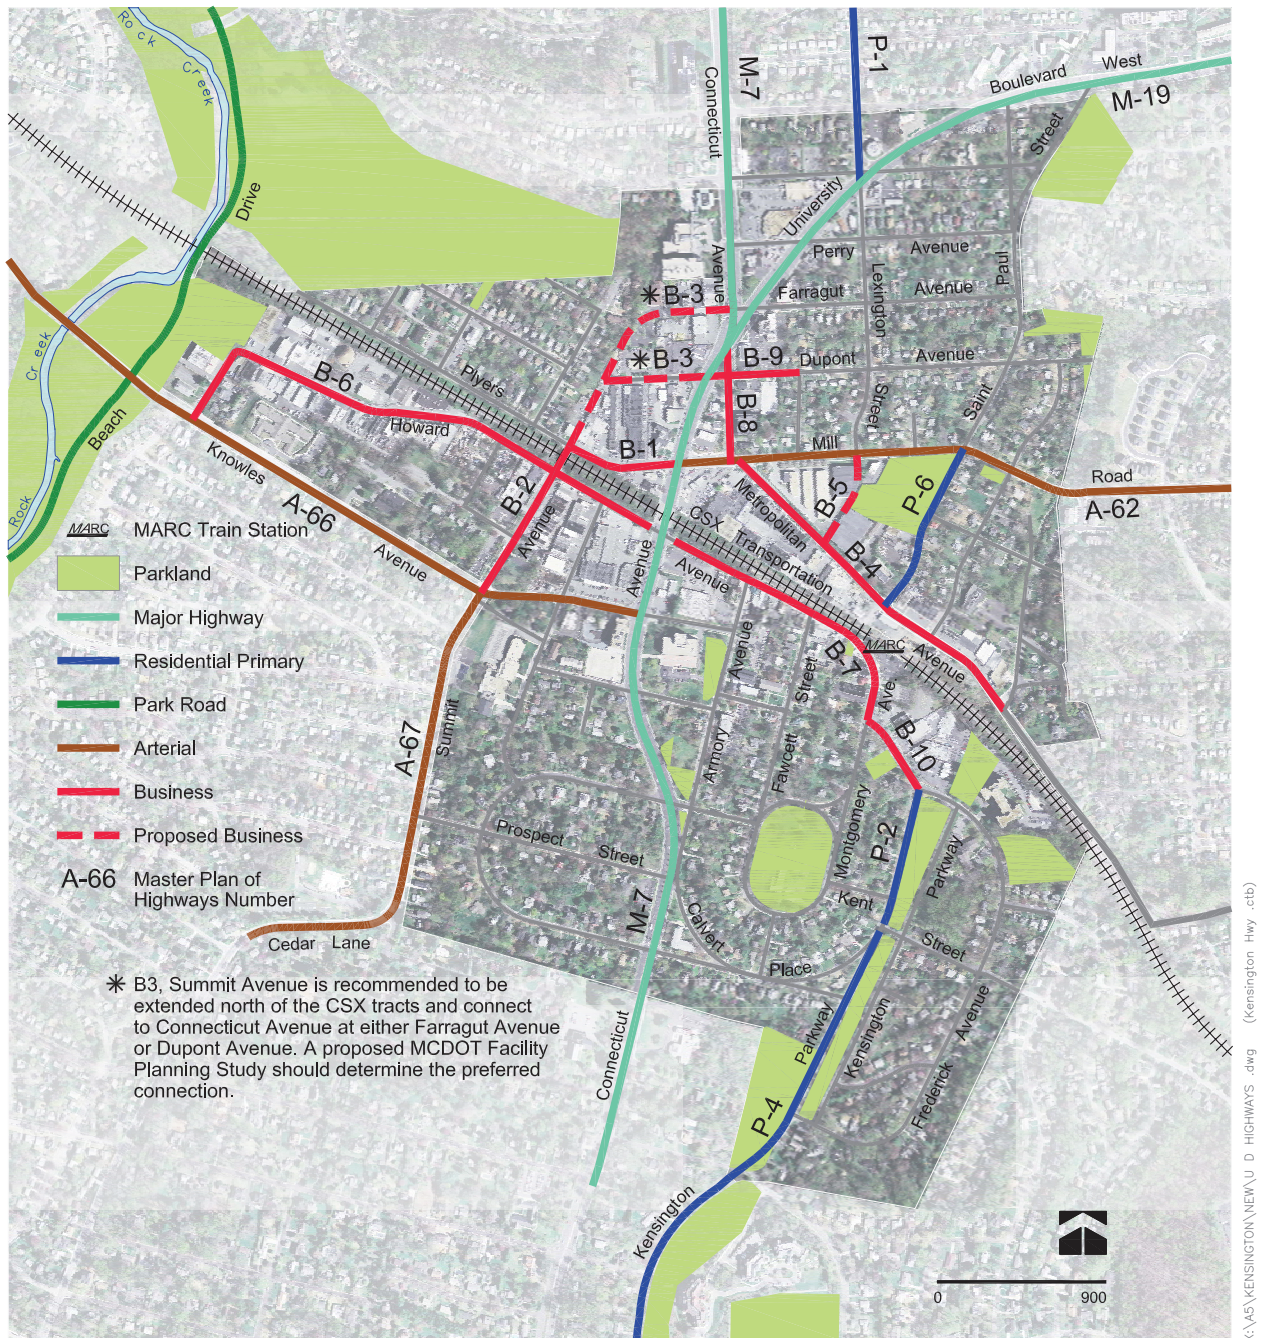 Rock
Creek
Drive
Connecticut
M-7
P-1
Boulevard
West
M-19
Street
University
Avenue
Perry
Avenue
Paul
Lexington
Farragut
Avenue
✳ B-3
✳ B-3
B-9
Dupont
Avenue
Street
Saint
B-8
Mill
Road
A-62
Creek
Beach
Rock
Plyers
B-6
Howard
B-1
Knowles
A-66
Avenue
B-2
Avenue
Metropolitan
B-5
P-6
B-4
CSX
Transportation
Avenue
Avenue
MARC
Avenue
B-7
Ave.
B-10
Avenue
Street
Armory
Fawcett
Montgomery
A-67
Summit
Prospect
Street
M-7
Calvert
Place
Kent
Street
P-2
Parkway
Parkway
Kensington
Avenue
Frederick
P-4
Connecticut
Kensington
Cedar Lane
MARC MARC Train Station
Parkland
Major Highway
Residential Primary
Park Road
Arterial
Business
Proposed Business
A-66 Master Plan of
Highways Number
✳ B3, Summit Avenue is recommended to be
extended north of the CSX tracts and connect
to Connecticut Avenue at either Farragut Avenue
or Dupont Avenue. A proposed MCDOT Facility
Planning Study should determine the preferred
connection.
0 900
:\A5\KENSINGTON\NEW\U D HIGHWAYS .dwg (Kensington Hwy .ctb)